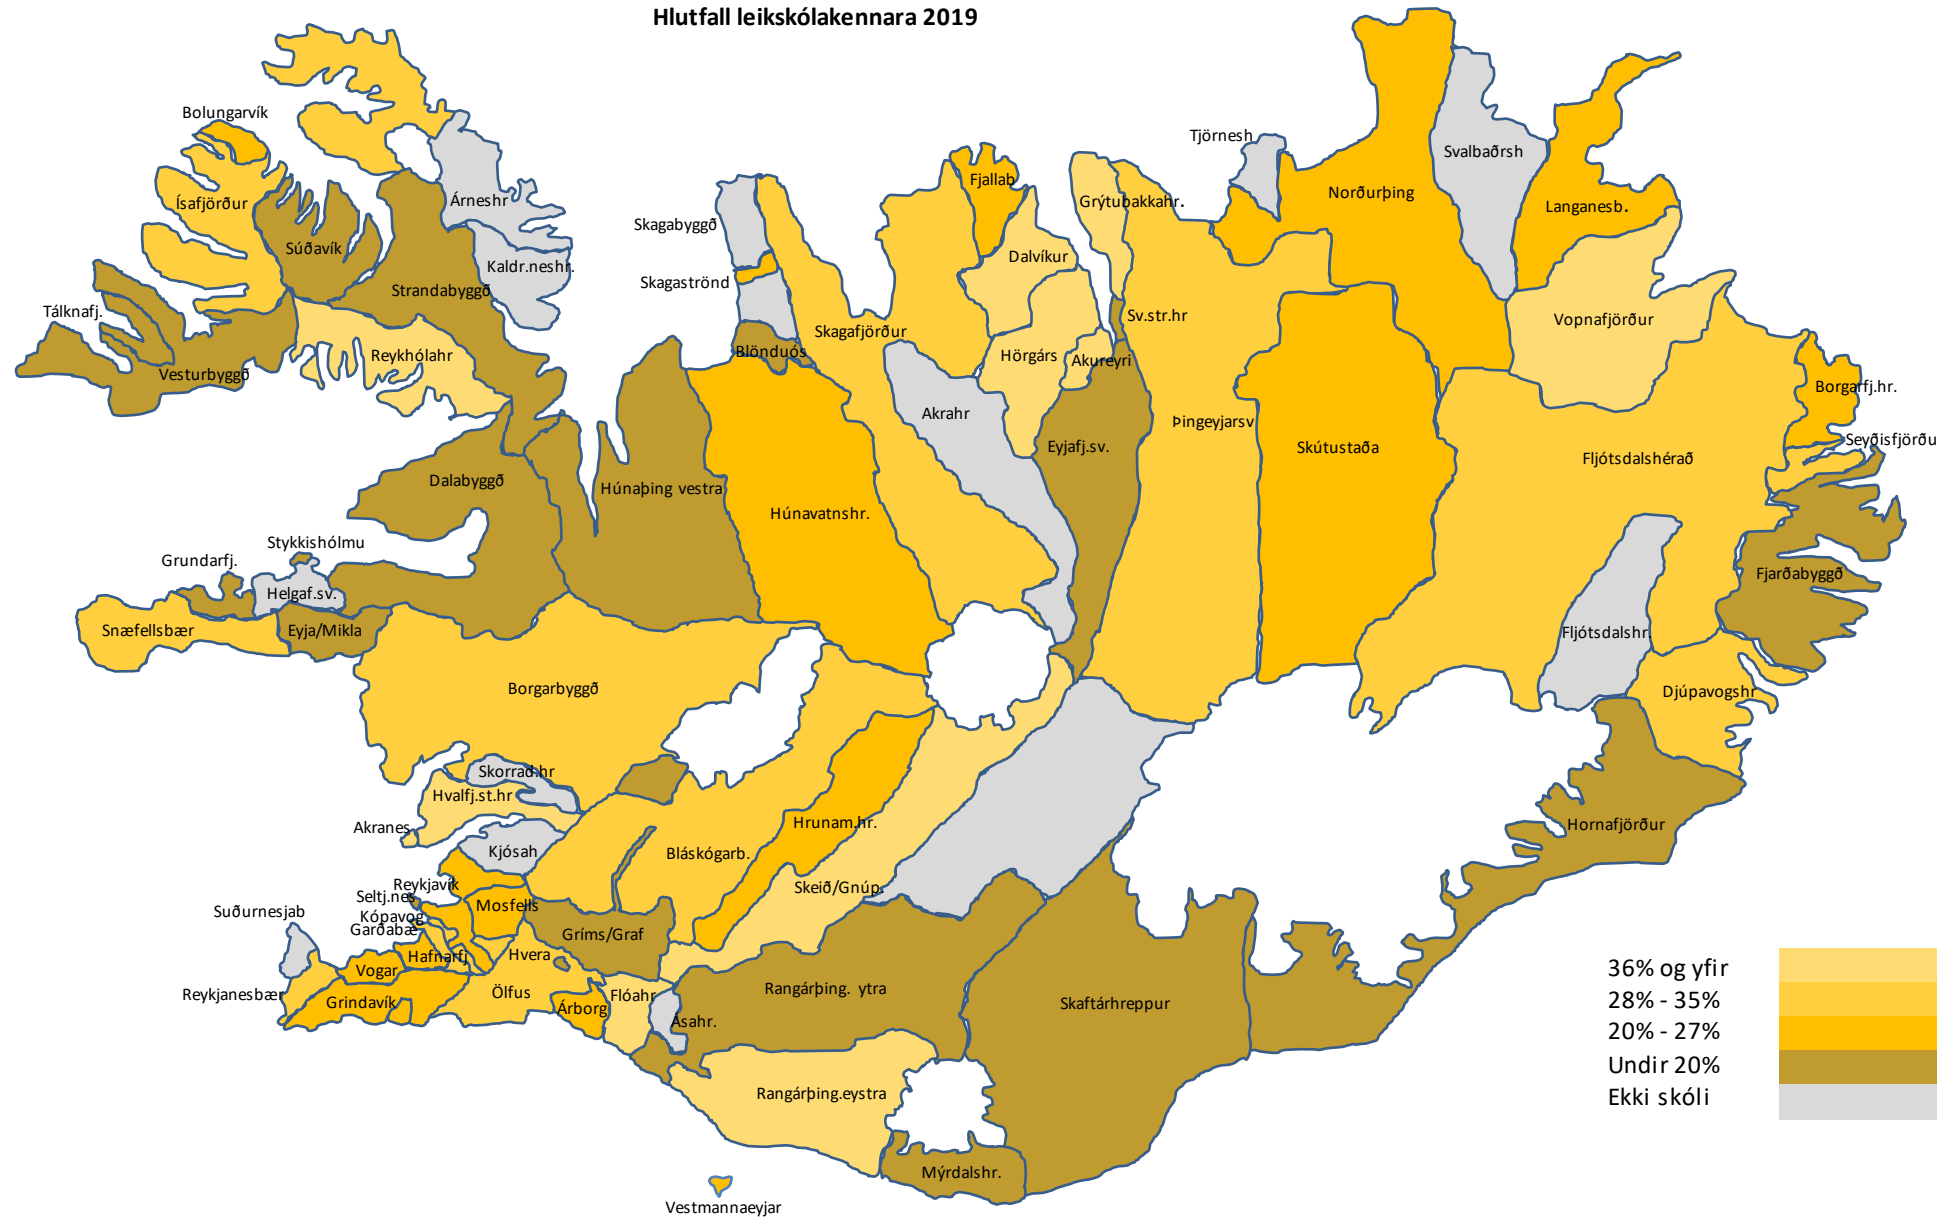 Hlutfall leikskólakennara 2019
Bolungarvík
Tjörnesh
Svalbaðrsh
Fjallab
Norðurþing
Ísafjörður
Árneshr
Grýtubakkahr.
Langanesb.
Skagabyggð
Súðavík
Dalvíkur
Kaldr.neshr.
Skagaströnd
Strandabyggð
Tálknafj.
Sv.str.hr
Vopnafjörður
Skagafjörður
Blönduós
Hörgárs
Akureyri
Reykhólahr
Vesturbyggð
Borgarfj.hr.
Akrahr
Þingeyjarsv
Seyðisfjörðu
Eyjafj.sv.
Skútustaða
Fljótsdalshérað
Dalabyggð
Húnaþing vestra
Húnavatnshr.
Stykkishólmu
Grundarfj.
Fjarðabyggð
Helgaf.sv.
Snæfellsbær
Eyja/Mikla
Fljótsdalshr.
Borgarbyggð
Djúpavogshr
Skorrad.hr
Hvalfj.st.hr
Akranes
Hrunam.hr.
Hornafjörður
Kjósah
Bláskógarb.
Reykjavík
Skeið/Gnúp.
Seltj.nes
Mosfells
Suðurnesjab
Kópavog
Garðabæ
Gríms/Graf
Hafnarfj
Hvera
Vogar
36% og yfir
Reykjanesbær
Ölfus
Flóahr
Rangárþing. ytra
Grindavík
Árborg
28% - 35%
Skaftárhreppur
Ásahr.
20% - 27%
Undir 20%
Rangárþing.eystra
Ekki skóli
Mýrdalshr.
Vestmannaeyjar